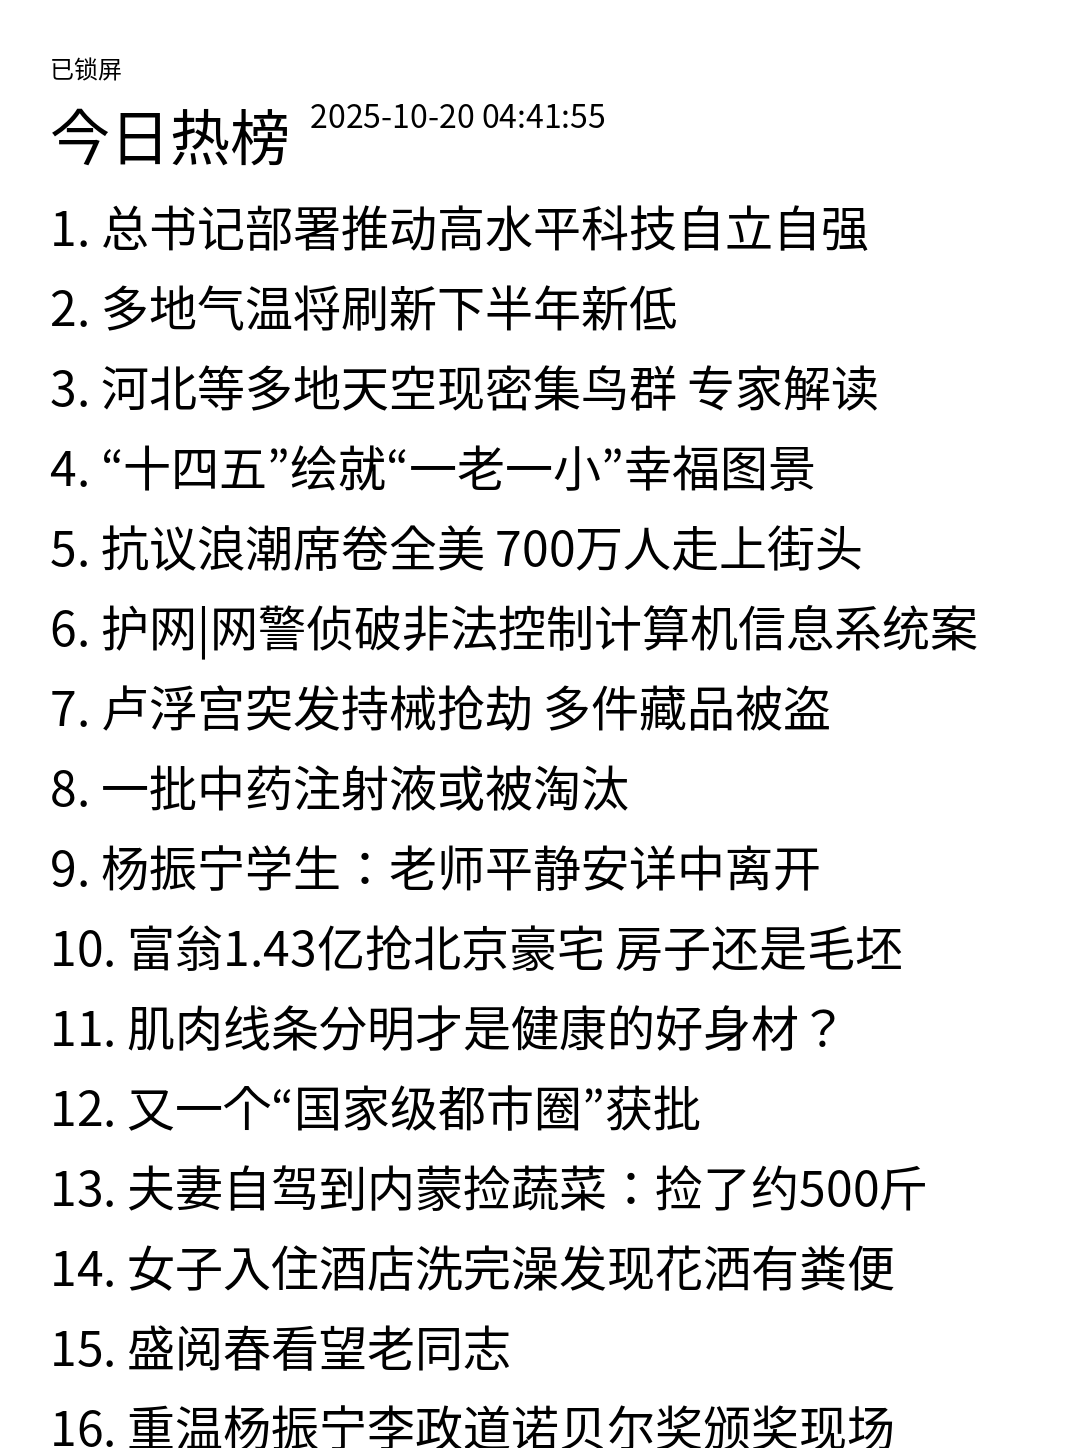 已锁屏
今日热榜 2025-10-20 04:41:55
1. 总书记部署推动高水平科技自立自强
2. 多地气温将刷新下半年新低
3. 河北等多地天空现密集鸟群 专家解读
4. “十四五”绘就“一老一小”幸福图景
5. 抗议浪潮席卷全美 700万人走上街头
6. 护网|网警侦破非法控制计算机信息系统案
7. 卢浮宫突发持械抢劫 多件藏品被盗
8. 一批中药注射液或被淘汰
9. 杨振宁学生：老师平静安详中离开
10. 富翁1.43亿抢北京豪宅 房子还是毛坯
11. 肌肉线条分明才是健康的好身材？
12. 又一个“国家级都市圈”获批
13. 夫妻自驾到内蒙捡蔬菜：捡了约500斤
14. 女子入住酒店洗完澡发现花洒有粪便
15. 盛阅春看望老同志
16. 重温杨振宁李政道诺贝尔奖颁奖现场